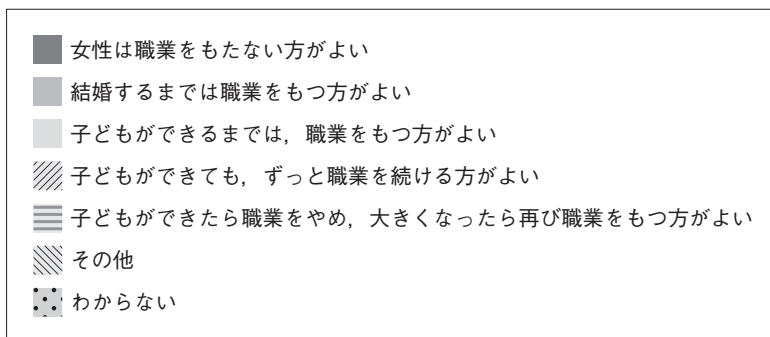 女性は職業をもたない方がよい
結婚するまでは職業をもつ方がよい
子どもができるまでは，職業をもつ方がよい
子どもができても，ずっと職業を続ける方がよい
子どもができたら職業をやめ，大きくなったら再び職業をもつ方がよい
その他
わからない